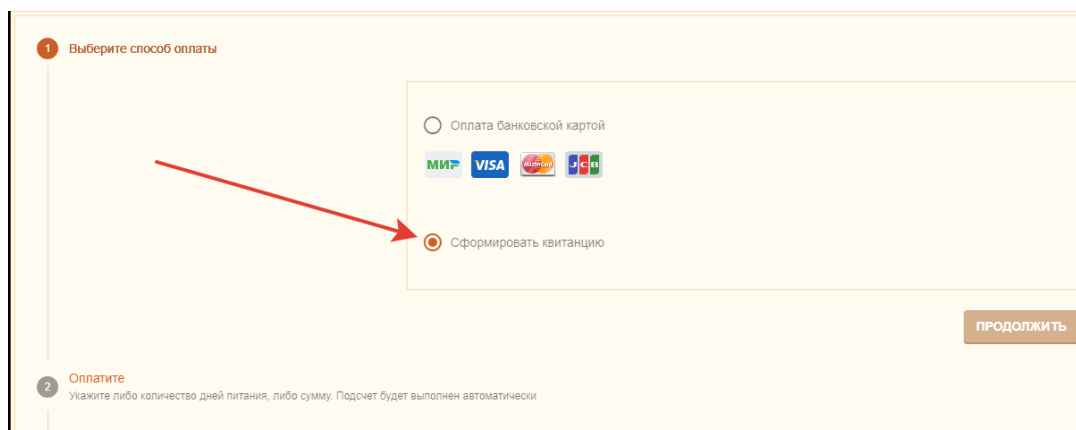 1 Выберите способ оплаты
Оплата банковской картой
МИР VISA MasterCard JCB
Сформировать квитанцию
ПРОДОЛЖИТЬ
2 Оплатите
Укажите либо количество дней питания, либо сумму. Подсчет будет выполнен автоматически